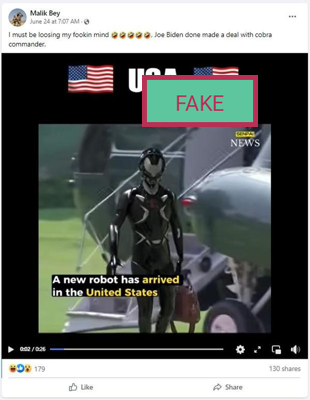 Malik Bey
June 24 at 7:07 AM ·
I must be loosing my fookin mind 🤣🤣🤣🤣🤣. Joe Biden done made a deal with cobra
commander.
USA
FAKE
NEWS
A new robot has arrived
in the United States
0:02 / 0:26
179
130 shares
Like
Share